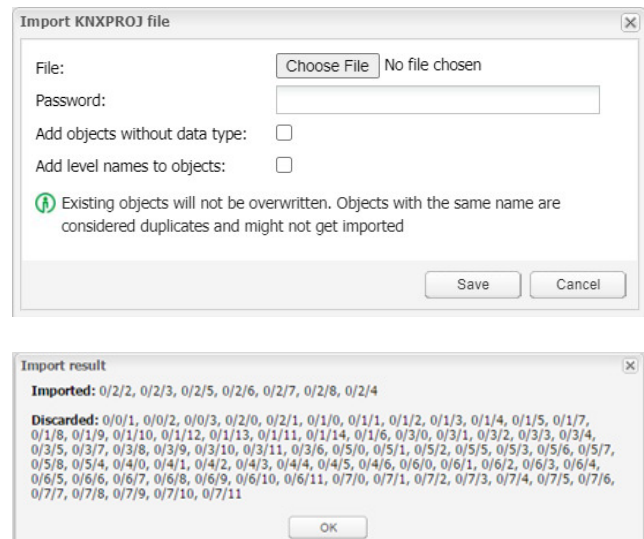 Import KNXPROJ file
File: Choose File No file chosen
Password:
Add objects without data type:
Add level names to objects:
Existing objects will not be overwritten. Objects with the same name are
considered duplicates and might not get imported
Save Cancel
Import result
Imported: 0/2/2, 0/2/3, 0/2/5, 0/2/6, 0/2/7, 0/2/8, 0/2/4
Discarded: 0/0/1, 0/0/2, 0/0/3, 0/2/0, 0/2/1, 0/1/0, 0/1/1, 0/1/2, 0/1/3, 0/1/4, 0/1/5, 0/1/7,
0/1/8, 0/1/9, 0/1/10, 0/1/12, 0/1/13, 0/1/11, 0/1/14, 0/1/6, 0/3/0, 0/3/1, 0/3/2, 0/3/3, 0/3/4,
0/3/5, 0/3/7, 0/3/8, 0/3/9, 0/3/10, 0/3/11, 0/3/6, 0/5/0, 0/5/1, 0/5/2, 0/5/5, 0/5/3, 0/5/6, 0/5/7,
0/5/8, 0/5/4, 0/4/0, 0/4/1, 0/4/2, 0/4/3, 0/4/4, 0/4/5, 0/4/6, 0/6/0, 0/6/1, 0/6/2, 0/6/3, 0/6/4,
0/6/5, 0/6/6, 0/6/7, 0/6/8, 0/6/9, 0/6/10, 0/6/11, 0/7/0, 0/7/1, 0/7/2, 0/7/3, 0/7/4, 0/7/5, 0/7/6,
0/7/7, 0/7/8, 0/7/9, 0/7/10, 0/7/11
OK